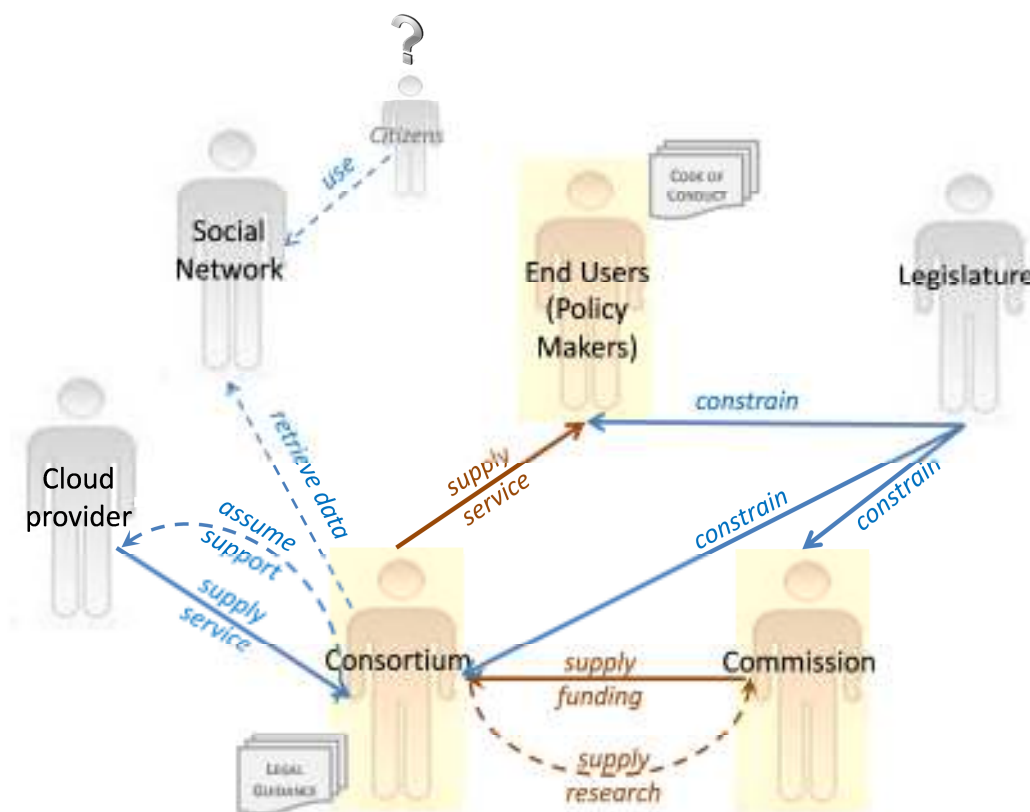 ?
Citizens
use
Social
Network
CODE OF
CONDUCT
End Users
(Policy
Makers)
Legislature
constrain
retrieve data
supply
service
constrain
constrain
Cloud
provider
assume
support
supply
service
Consortium
supply
funding
Commission
supply
research
LEGAL
GUIDANCE